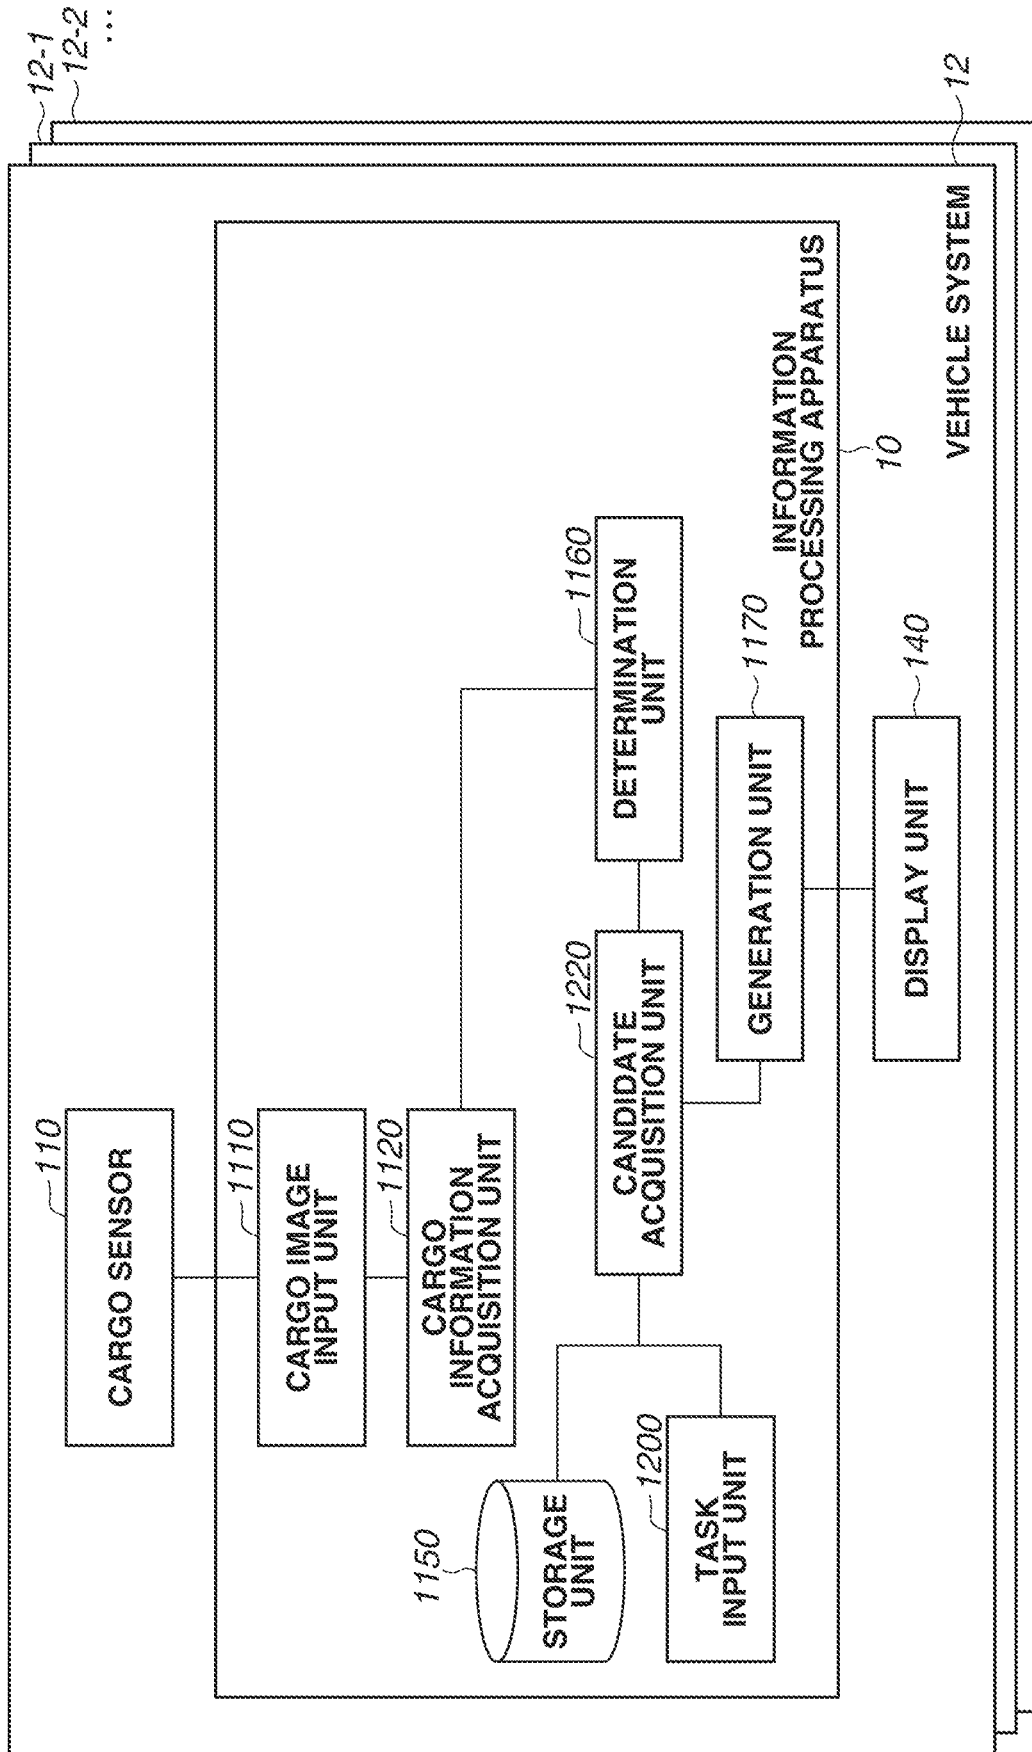 12-1
12-2
...
12
VEHICLE SYSTEM
110
CARGO SENSOR
1110
CARGO IMAGE
INPUT UNIT
1120
CARGO
INFORMATION
ACQUISITION UNIT
1150
STORAGE
UNIT
1200
TASK
INPUT UNIT
1220
CANDIDATE
ACQUISITION UNIT
1160
DETERMINATION
UNIT
1170
GENERATION UNIT
INFORMATION
PROCESSING APPARATUS
10
140
DISPLAY UNIT